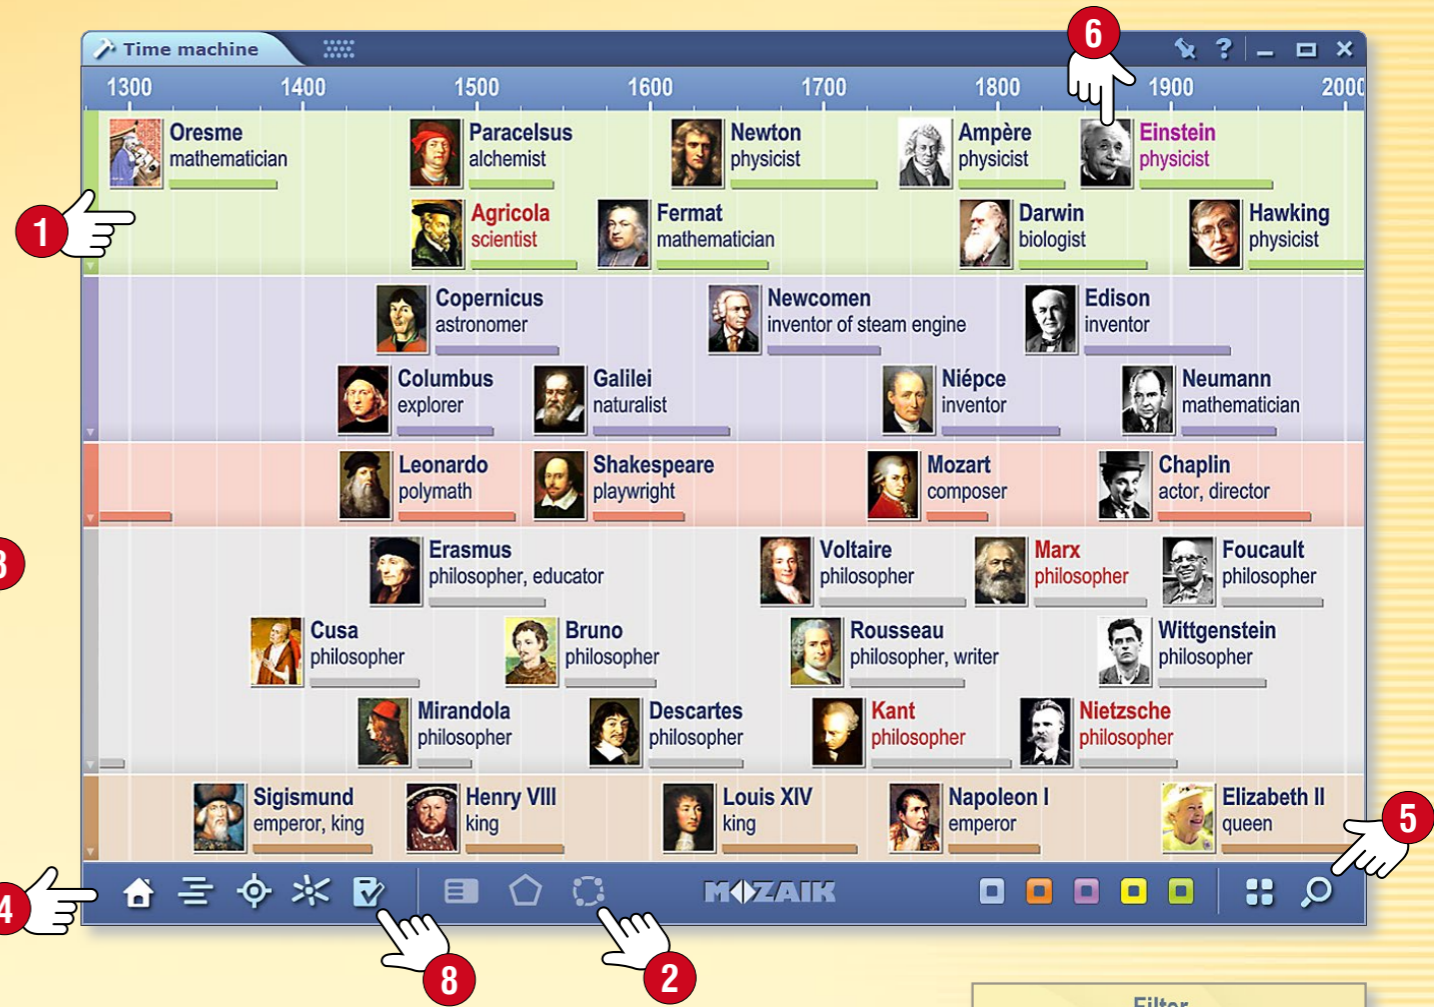 6
Time machine
?
1300 1400 1500 1600 1700 1800 1900 2000
Oresme
mathematician
Paracelsus
alchemist
Newton
physicist
Ampère
physicist
Einstein
physicist
1
Agricola
scientist
Fermat
mathematician
Darwin
biologist
Hawking
physicist
Copernicus
astronomer
Newcomen
inventor of steam engine
Edison
inventor
Columbus
explorer
Galilei
naturalist
Niépce
inventor
Neumann
mathematician
Leonardo
polymath
Shakespeare
playwright
Mozart
composer
Chaplin
actor, director
3
Erasmus
philosopher, educator
Voltaire
philosopher
Marx
philosopher
Foucault
philosopher
Cusa
philosopher
Bruno
philosopher
Rousseau
philosopher, writer
Wittgenstein
philosopher
Mirandola
philosopher
Descartes
philosopher
Kant
philosopher
Nietzsche
philosopher
Sigismund
emperor, king
Henry VIII
king
Louis XIV
king
Napoleon I
emperor
Elizabeth II
queen
5
4
MOZAIK
8
2
Filter